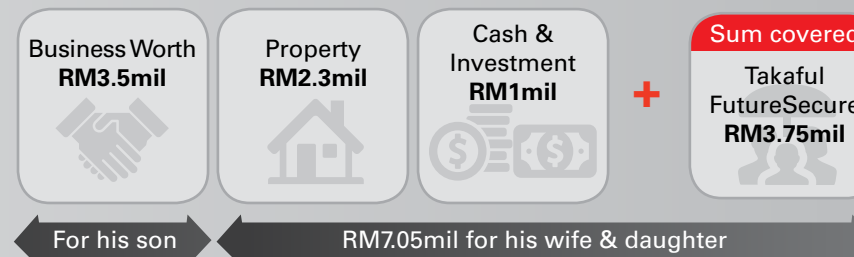 Business Worth
RM3.5mil
Property
RM2.3mil
Cash &
Investment
RM1mil
+
Sum covered
Takaful
FutureSecure
RM3.75mil
For his son
RM7.05mil for his wife & daughter